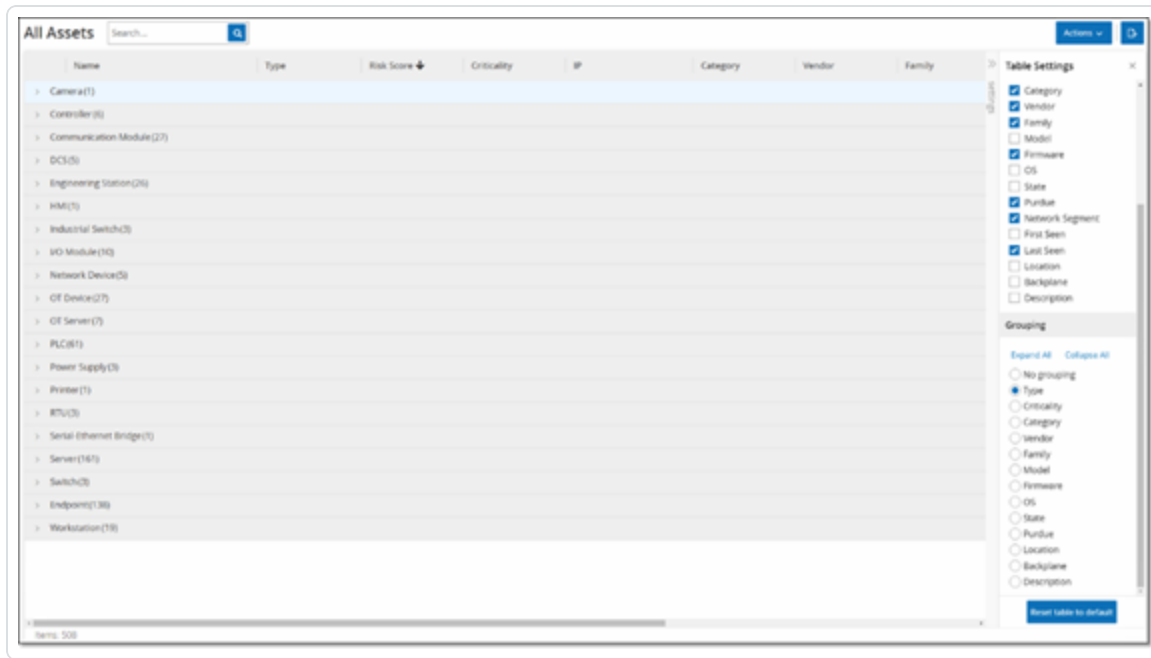 All Assets
Search...
Actions
Name Type Risk Score Criticality IP Category Vendor Family
Camera(1)
Controller(6)
Communication Module(27)
DCS(5)
Engineering Station(26)
HMI(1)
Industrial Switch(3)
I/O Module(10)
Network Device(5)
OT Device(27)
OT Server(7)
PLC(61)
Power Supply(3)
Printer(1)
RTU(3)
Serial-Ethernet Bridge(1)
Server(161)
Switch(3)
Endpoint(138)
Workstation(19)
Items: 508
Settings
Table Settings
Category
Vendor
Family
Model
Firmware
OS
State
Purdue
Network Segment
First Seen
Last Seen
Location
Backplane
Description
Grouping
Expand All Collapse All
No grouping
Type
Criticality
Category
Vendor
Family
Model
Firmware
OS
State
Purdue
Location
Backplane
Description
Reset table to default